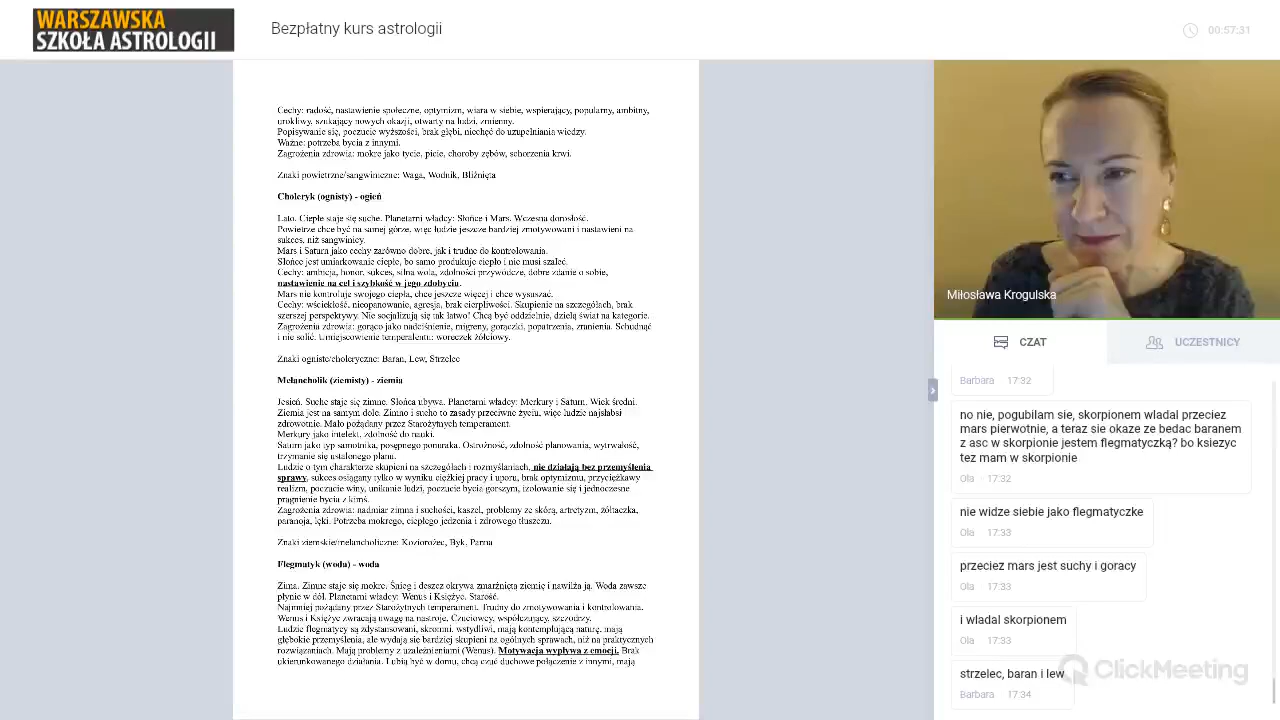 WARSZAWSKA
SZKOŁA ASTROLOGII
Bezpłatny kurs astrologii
00:57:31
Cechy: radość, nastawienie społeczne, optymizm, wiara w siebie, wspierający, popularny, ambitny,
urokliwy, szukający nowych okazji, otwarty na ludzi, zmienny.
Popisywanie się, poczucie wyższości, brak głębi, niechęć do uzupełniania wiedzy.
Ważne: potrzeba bycia z innymi.
Zagrożenia zdrowia: mokre jako tycie, picie, choroby zębów, schorzenia krwi.
Znaki powietrzne/sangwiniczne: Waga, Wodnik, Bliźnięta
Choleryk (ognisty) - ogień
Lato. Ciepłe staje się suche. Planetarni władcy: Słońce i Mars. Wczesna dorosłość.
Powietrze chce być na samej górze, więc ludzie jeszcze bardziej zmotywowani i nastawieni na
sukces, niż sangwinicy.
Mars i Saturn jako cechy zarówno dobre, jak i trudne do kontrolowania.
Słońce jest umiarkowanie ciepłe, bo samo produkuje ciepło i nie musi szaleć.
Cechy: ambicja, honor, sukces, silna wola, zdolności przywódcze, dobre zdanie o sobie,
nastawienie na cel i szybkość w jego zdobyciu.
Mars nie kontroluje swojego ciepła, chce jeszcze więcej i chce wysuszać.
Cechy: wściekłość, nieopanowanie, agresja, brak cierpliwości. Skupienie na szczegółach, brak
szerszej perspektywy. Nie socjalizują się tak łatwo! Chcą być oddzielnie, dzielą świat na kategorie.
Zagrożenia zdrowia: gorąco jako nadciśnienie, migreny, gorączki, poparzenia, zranienia. Schudnąć
i nie solić. Umiejscowienie temperatentu: woreczek żółciowy.
Znaki ogniste/choleryczne: Baran, Lew, Strzelec
Melancholik (ziemisty) - ziemia
Jesień. Suche staje się zimne. Słońca ubywa. Planetarni władcy: Merkury i Saturn. Wiek średni.
Ziemia jest na samym dole. Zimno i sucho to zasady przeciwne życiu, więc ludzie najsłabsi
zdrowotnie. Mało pożądany przez Starożytnych temperament.
Merkury jako intelekt, zdolność do nauki.
Saturn jako typ samotnika, posępnego ponuraka. Ostrożność, zdolność planowania, wytrwałość,
trzymanie się ustalonego planu.
Ludzie o tym charakterze skupieni na szczegółach i rozmyślaniach, nie działają bez przemyślenia
sprawy, sukces osiągany tylko w wyniku ciężkiej pracy i uporu, brak optymizmu, przyciężkawy
realizm, poczucie winy, unikanie ludzi, poczucie bycia gorszym, izolowanie się i jednoczesne
pragnienie bycia z kimś.
Zagrożenia zdrowia: nadmiar zimna i suchości, kaszel, problemy ze skórą, artretyzm, żółtaczka,
paranoja, lęki. Potrzeba mokrego, ciepłego jedzenia i zdrowego tłuszczu.
Znaki ziemskie/melancholiczne: Koziorożec, Byk, Panna
Flegmatyk (woda) - woda
Zima. Zimne staje się mokre. Śnieg i deszcz okrywa zmarźniętą ziemię i nawilża ją. Woda zawsze
płynie w dół. Planetarni władcy: Wenus i Księżyc. Starość.
Najmniej pożądany przez Starożytnych temperament. Trudny do zmotywowania i kontrolowania.
Wenus i Księżyc zwracają uwagę na nastroje. Czuciowcy, współczujący, szczodrzy.
Ludzie flegmatycy są zdystansowani, skromni, wstydliwi, mają kontemplującą naturę, mają
głębokie przemyślenia, ale wydają się bardziej skupieni na ogólnych sprawach, niż na praktycznych
rozwiązaniach. Mają problemy z uzależnieniami (Wenus). Motywacja wypływa z emocji. Brak
ukierunkowanego działania. Lubią być w domu, chcą czuć duchowe połączenie z innymi, mają
Miłosława Krogulska
CZAT
UCZESTNICY
Barbara 17:32
no nie, pogubilam sie, skorpionem wladal przeciez
mars pierwotnie, a teraz sie okaze ze bedac baranem
z asc w skorpionie jestem flegmatyczką? bo ksiezyc
tez mam w skorpionie
Ola 17:32
nie widze siebie jako flegmatyczke
Ola 17:33
przeciez mars jest suchy i goracy
Ola 17:33
i wladal skorpionem
Ola 17:33
strzelec, baran i lew
Barbara 17:34
ClickMeeting